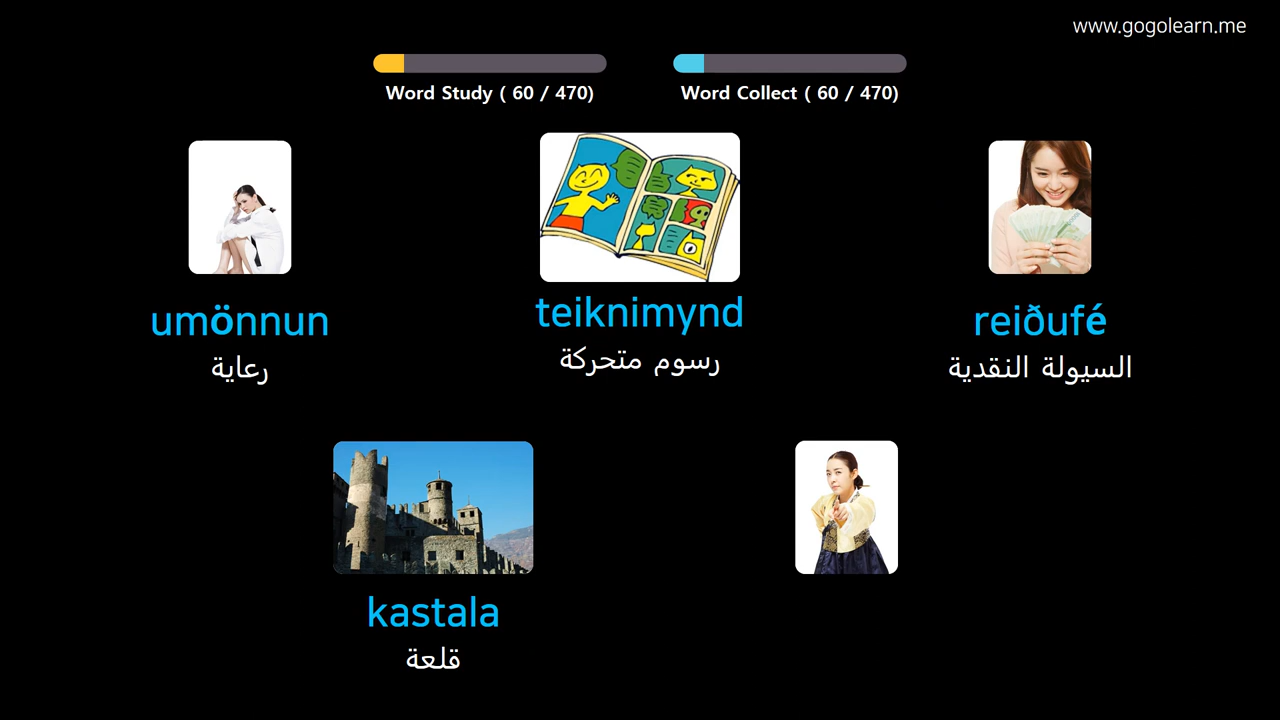 www.gogolearn.me
Word Study ( 60 / 470)
Word Collect ( 60 / 470)
umönnun
رعاية
teiknimynd
رسوم متحركة
reiðufé
السيولة النقدية
kastala
قلعة